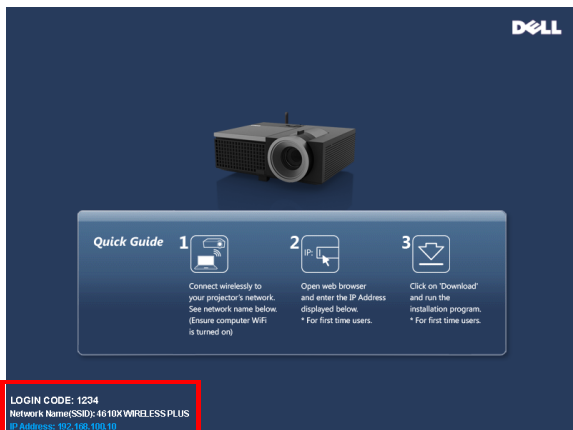 DELL
Quick Guide
1
Connect wirelessly to
your projector's network.
See network name below.
(Ensure computer WiFi
is turned on)
2
IP:
Open web browser
and enter the IP Address
displayed below.
* For first time users.
3
Click on 'Download'
and run the
installation program.
* For first time users.
LOGIN CODE: 1234
Network Name(SSID): 4610X WIRELESS PLUS
IP Address: 192.168.100.10